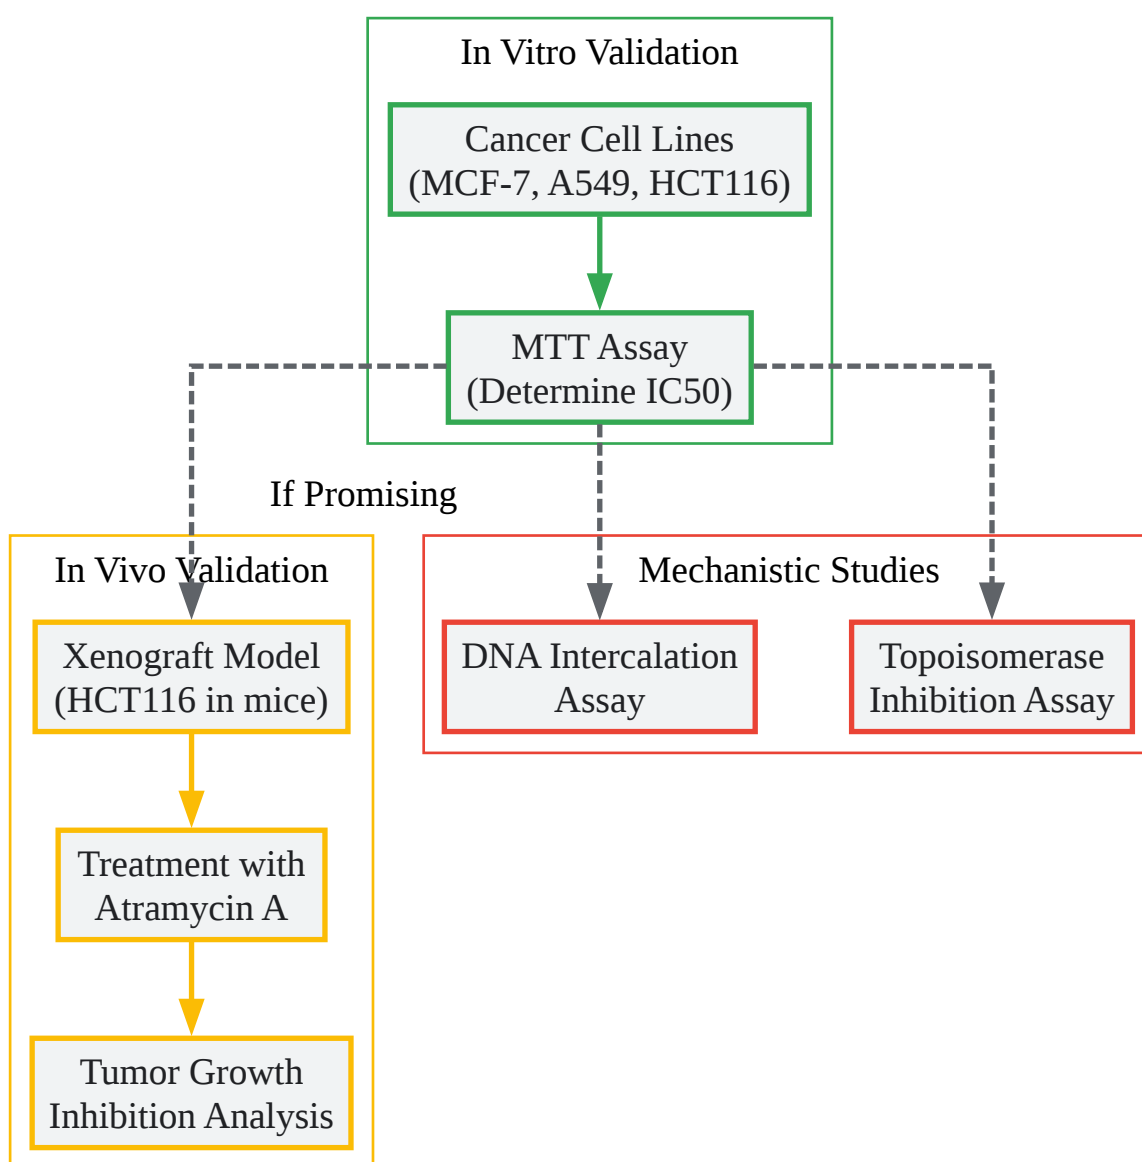 In Vitro Validation
Cancer Cell Lines
(MCF-7, A549, HCT116)
MTT Assay
(Determine IC50)
If Promising
In Vivo Validation
Xenograft Model
(HCT116 in mice)
Treatment with
Atramycin A
Tumor Growth
Inhibition Analysis
Mechanistic Studies
DNA Intercalation
Assay
Topoisomerase
Inhibition Assay